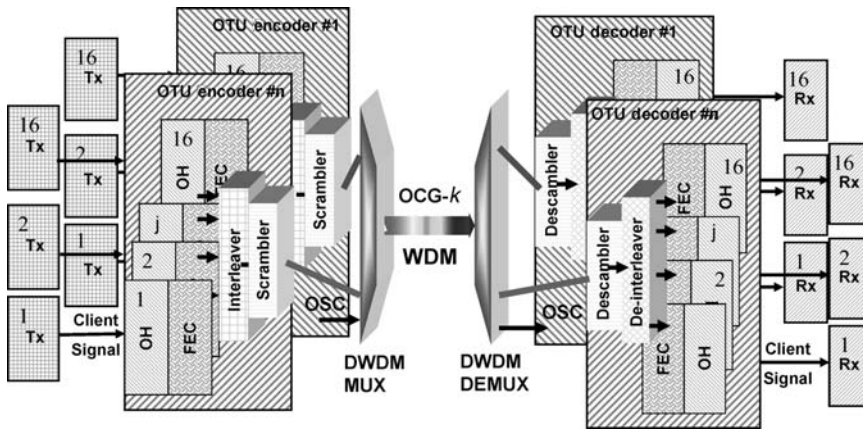 OTU encoder #1
16
OTU encoder #n
16
Tx
16
Tx
2
Tx
2
Tx
1
Tx
1
Tx
Client
Signal
16
OH
FEC
j
2
1
OH
FEC
Interleaver
Scrambler
Scrambler
OSC
DWDM
MUX
OCG-k
WDM
DWDM
DEMUX
OSC
OTU decoder #1
16
OTU decoder #n
Descambler
Descambler
De-interleaver
16
FEC
OH
j
2
1
FEC
OH
Client
Signal
16
Rx
2
Rx
16
Rx
1
Rx
2
Rx
1
Rx